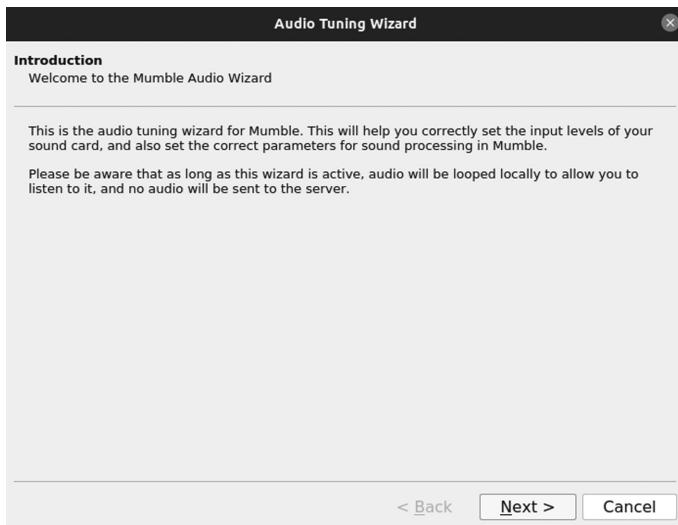 Audio Tuning Wizard
Introduction
Welcome to the Mumble Audio Wizard
This is the audio tuning wizard for Mumble. This will help you correctly set the input levels of your
sound card, and also set the correct parameters for sound processing in Mumble.
Please be aware that as long as this wizard is active, audio will be looped locally to allow you to
listen to it, and no audio will be sent to the server.
< Back Next > Cancel